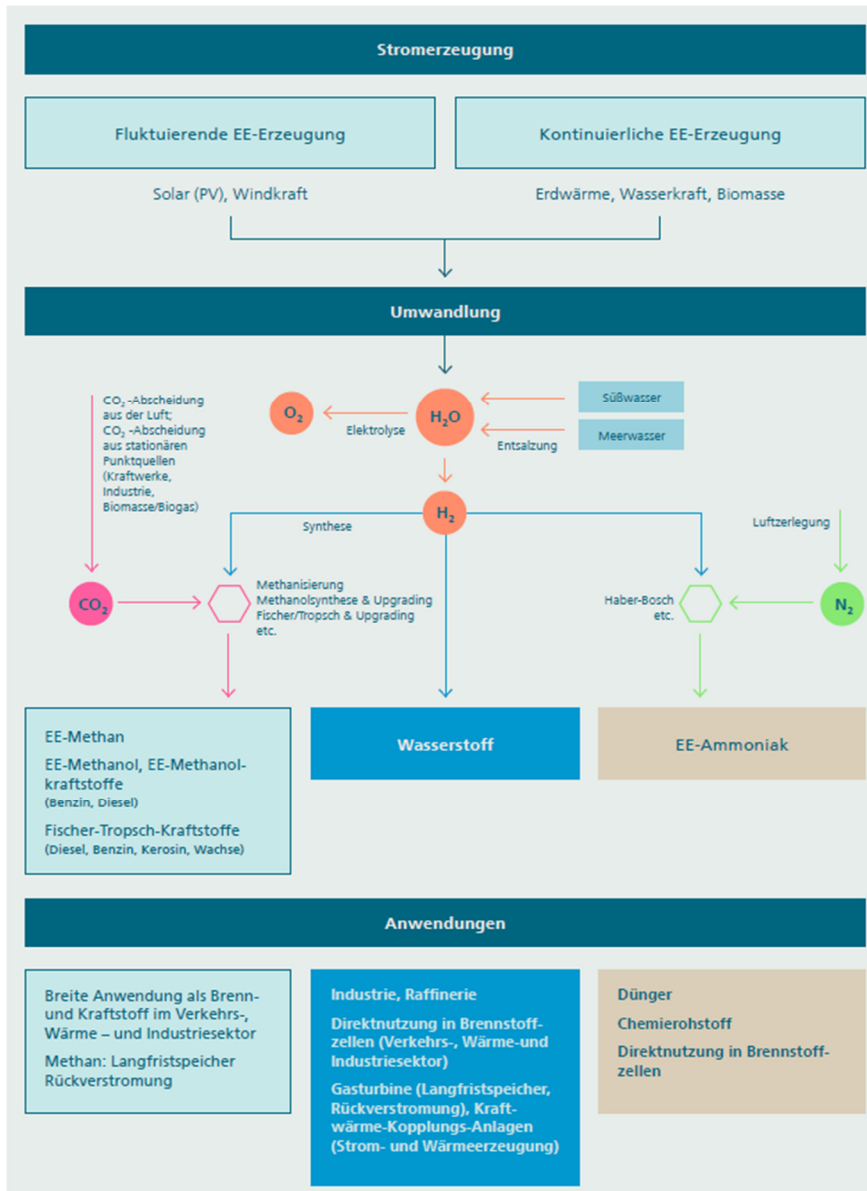 Stromerzeugung
Fluktuierende EE-Erzeugung
Kontinuierliche EE-Erzeugung
Solar (PV), Windkraft
Erdwärme, Wasserkraft, Biomasse
Umwandlung
CO₂-Abscheidung
aus der Luft;
CO₂-Abscheidung
aus stationären
Punktquellen
(Kraftwerke,
Industrie,
Biomasse/Biogas)
O₂
Elektrolyse
H₂O
Süßwasser
Meerwasser
Entsalzung
H₂
Synthese
Luftzerlegung
CO₂
Methanisierung
Methanolsynthese & Upgrading
Fischer/Tropsch & Upgrading
etc.
Haber-Bosch
etc.
N₂
EE-Methan
EE-Methanol, EE-Methanol-
kraftstoffe
(Benzin, Diesel)
Fischer-Tropsch-Kraftstoffe
(Diesel, Benzin, Kerosin, Wachse)
Wasserstoff
EE-Ammoniak
Anwendungen
Breite Anwendung als Brenn-
und Kraftstoff im Verkehrs-,
Wärme – und Industriesektor
Methan: Langfristspeicher
Rückverstromung
Industrie, Raffinerie
Direktnutzung in Brennstoff-
zellen (Verkehrs-, Wärme-und
Industriesektor)
Gasturbine (Langfristspeicher,
Rückverstromung), Kraft-
wärme-Kopplungs-Anlagen
(Strom- und Wärmeerzeugung)
Dünger
Chemierohstoff
Direktnutzung in Brennstoff-
zellen